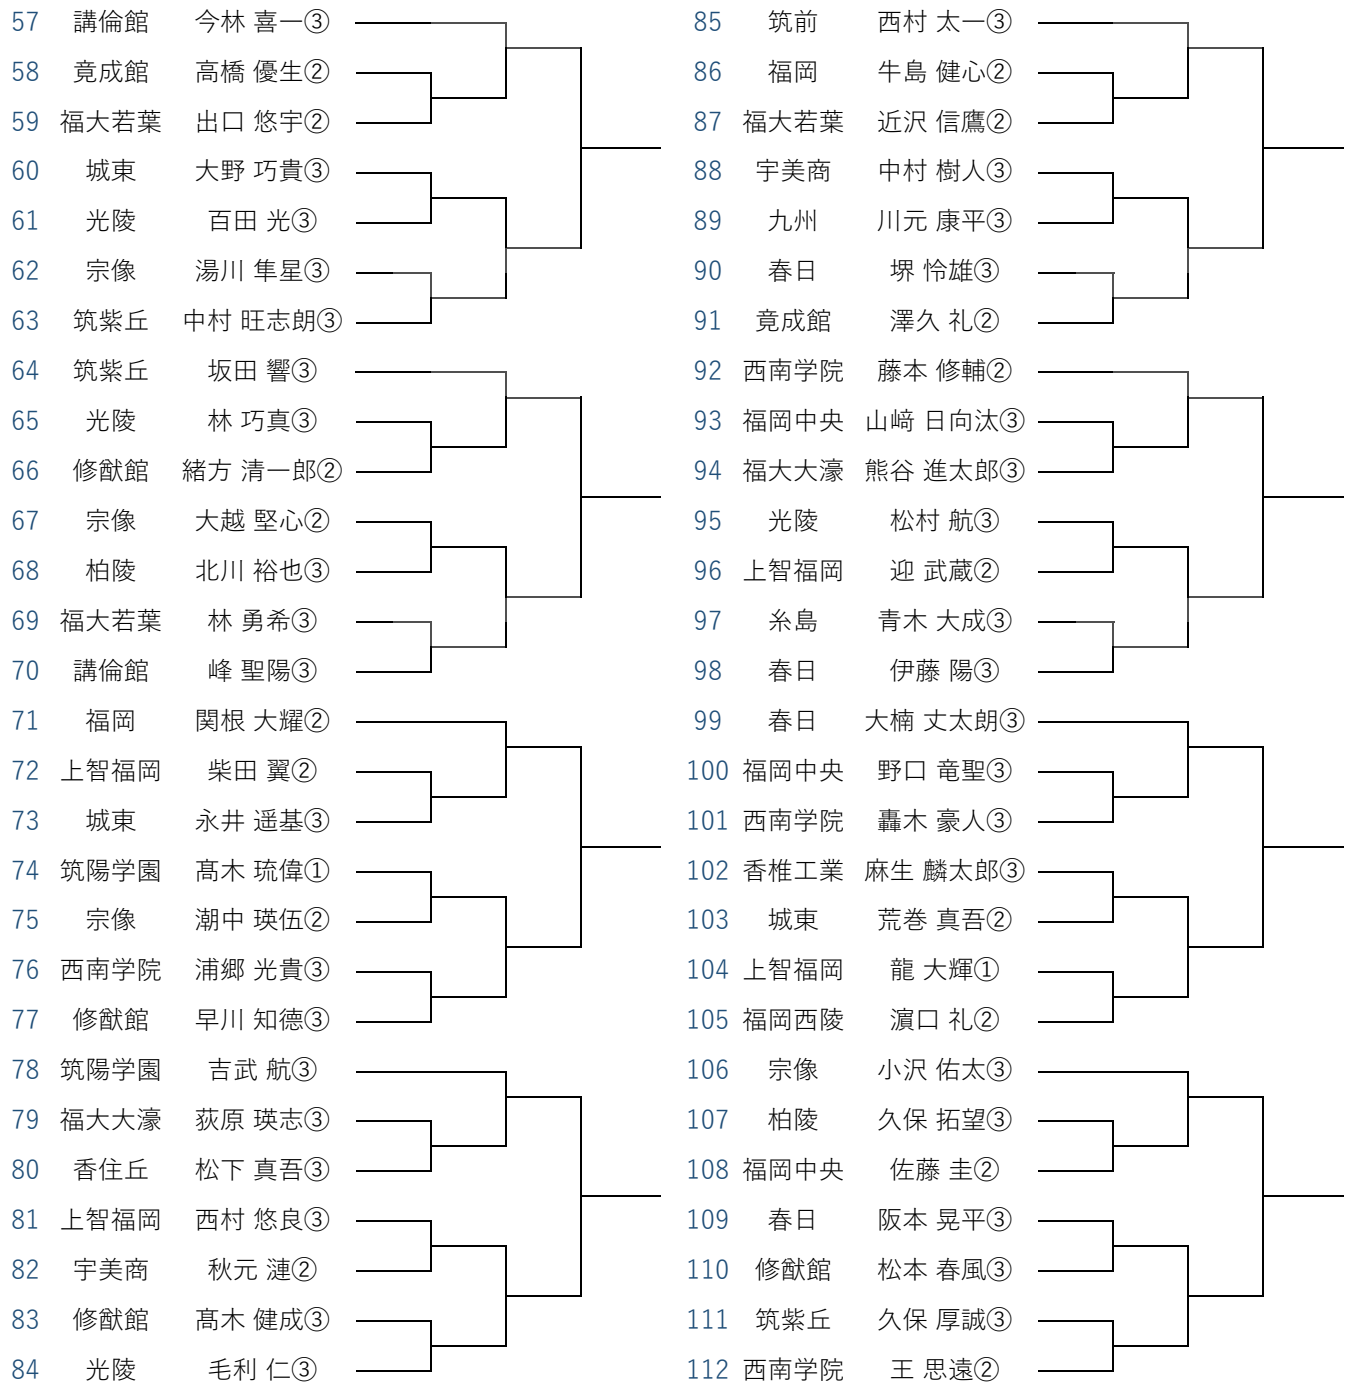 57 講倫館 今林 喜一③
58 竟成館 高橋 優生②
59 福大若葉 出口 悠宇②
60 城東 大野 巧貴③
61 光陵 百田 光③
62 宗像 湯川 隼星③
63 筑紫丘 中村 旺志朗③
64 筑紫丘 坂田 響③
65 光陵 林 巧真③
66 修猷館 緒方 清一郎②
67 宗像 大越 堅心②
68 柏陵 北川 裕也③
69 福大若葉 林 勇希③
70 講倫館 峰 聖陽③
71 福岡 関根 大耀②
72 上智福岡 柴田 翼②
73 城東 永井 遥基③
74 筑陽学園 髙木 琉偉①
75 宗像 潮中 瑛伍②
76 西南学院 浦郷 光貴③
77 修猷館 早川 知德③
78 筑陽学園 吉武 航③
79 福大大濠 荻原 瑛志③
80 香住丘 松下 真吾③
81 上智福岡 西村 悠良③
82 宇美商 秋元 漣②
83 修猷館 髙木 健成③
84 光陵 毛利 仁③
85 筑前 西村 太一③
86 福岡 牛島 健心②
87 福大若葉 近沢 信鷹②
88 宇美商 中村 樹人③
89 九州 川元 康平③
90 春日 堺 怜雄③
91 竟成館 澤久 礼②
92 西南学院 藤本 修輔②
93 福岡中央 山﨑 日向汰③
94 福大大濠 熊谷 進太郎③
95 光陵 松村 航③
96 上智福岡 迎 武蔵②
97 糸島 青木 大成③
98 春日 伊藤 陽③
99 春日 大楠 丈太朗③
100 福岡中央 野口 竜聖③
101 西南学院 轟木 豪人③
102 香椎工業 麻生 麟太郎③
103 城東 荒巻 真吾②
104 上智福岡 龍 大輝①
105 福岡西陵 濵口 礼②
106 宗像 小沢 佑太③
107 柏陵 久保 拓望③
108 福岡中央 佐藤 圭②
109 春日 阪本 晃平③
110 修猷館 松本 春風③
111 筑紫丘 久保 厚誠③
112 西南学院 王 思遠②